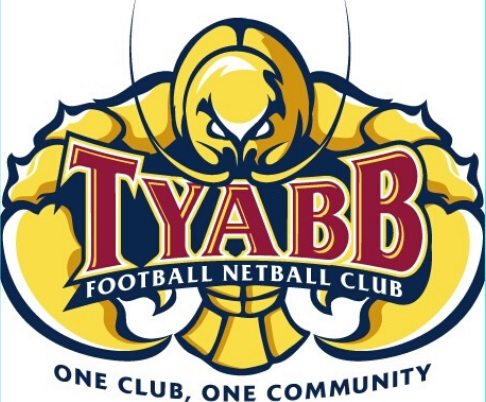 TYABB
FOOTBALL NETBALL CLUB
ONE CLUB, ONE COMMUNITY